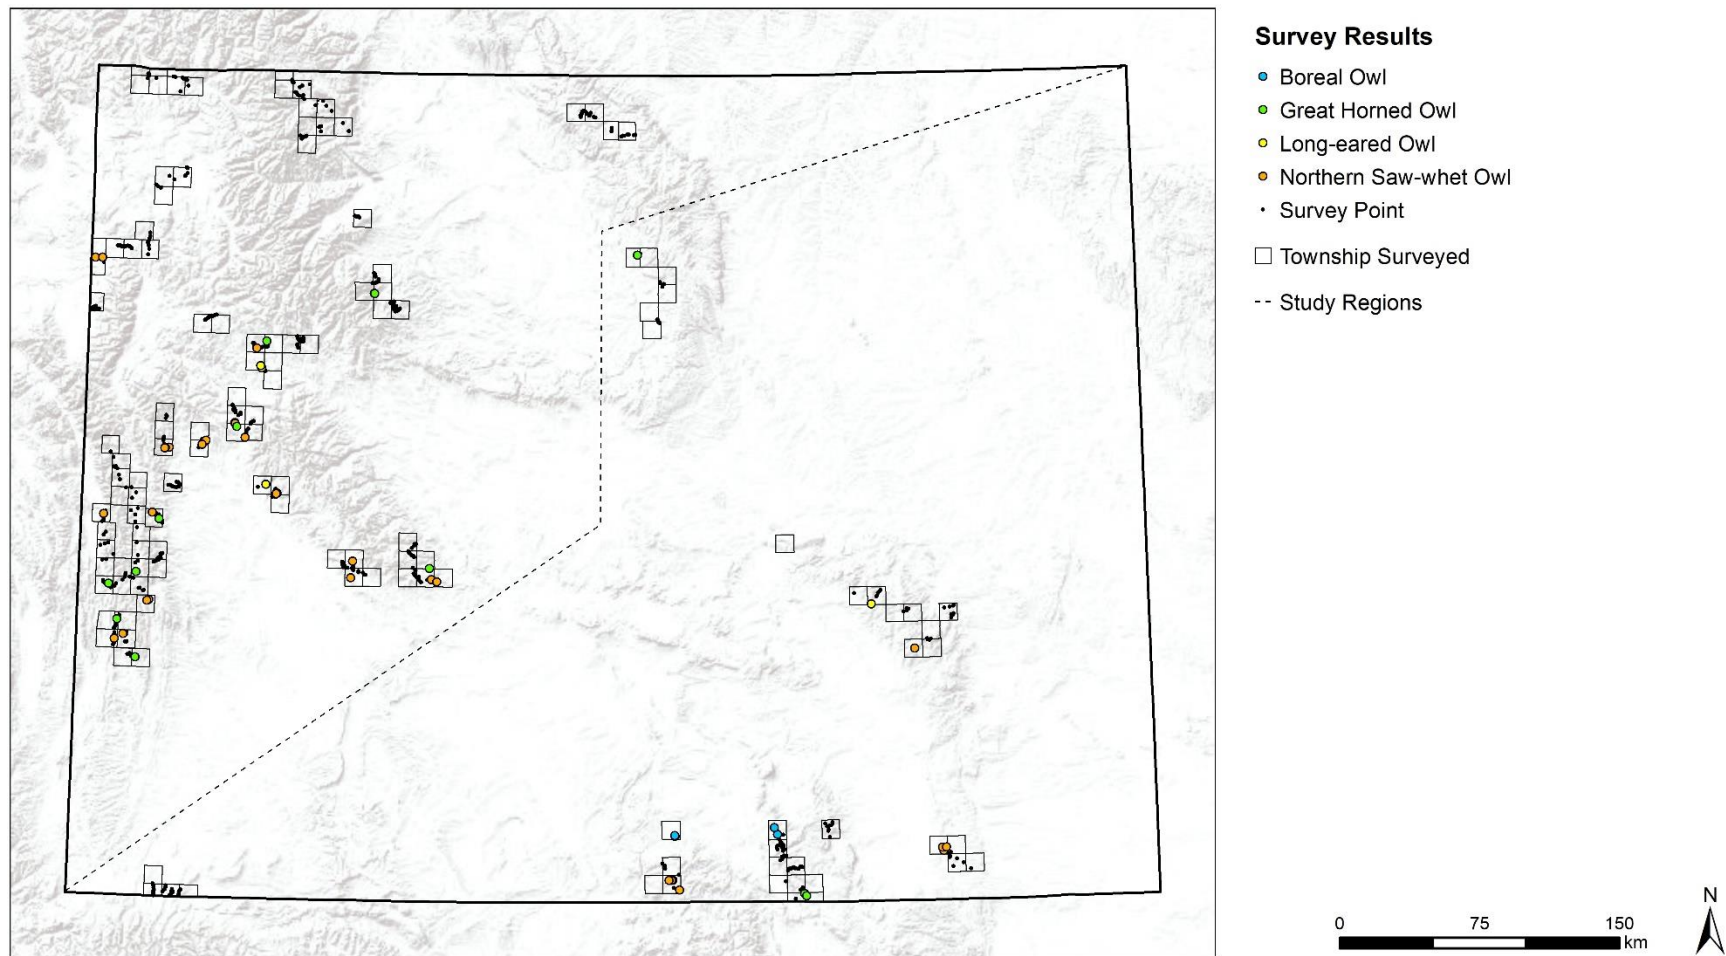 Survey Results
Boreal Owl
Great Horned Owl
Long-eared Owl
Northern Saw-whet Owl
Survey Point
Township Surveyed
Study Regions
0 75 150
km
N